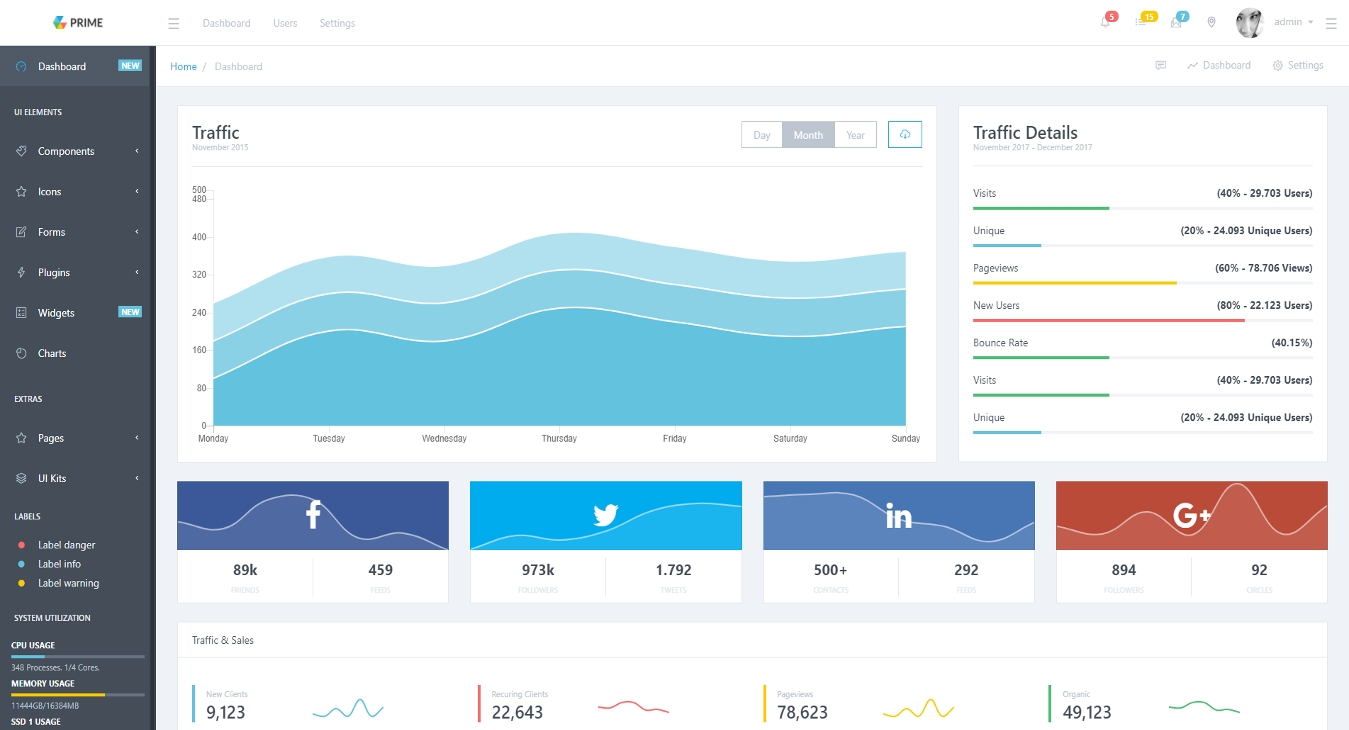 PRIME
Dashboard Users Settings
5 15 7
admin
Dashboard NEW
UI ELEMENTS
Components
Icons
Forms
Plugins
Widgets NEW
Charts
EXTRAS
Pages
UI Kits
LABELS
Label danger
Label info
Label warning
SYSTEM UTILIZATION
CPU USAGE
348 Processes. 1/4 Cores.
MEMORY USAGE
11444GB/16384MB
SSD 1 USAGE
Home / Dashboard
Dashboard Settings
Traffic
November 2015
Day Month Year
500
480
400
320
240
160
80
0
Monday Tuesday Wednesday Thursday Friday Saturday Sunday
Traffic Details
November 2017 - December 2017
Visits (40% - 29.703 Users)
Unique (20% - 24.093 Unique Users)
Pageviews (60% - 78.706 Views)
New Users (80% - 22.123 Users)
Bounce Rate (40.15%)
Visits (40% - 29.703 Users)
Unique (20% - 24.093 Unique Users)
f
in
G+
89k 459
FRIENDS FEEDS
973k 1.792
FOLLOWERS TWEETS
500+ 292
CONTACTS FEEDS
894 92
FOLLOWERS CIRCLES
Traffic & Sales
New Clients
9,123
Recuring Clients
22,643
Pageviews
78,623
Organic
49,123